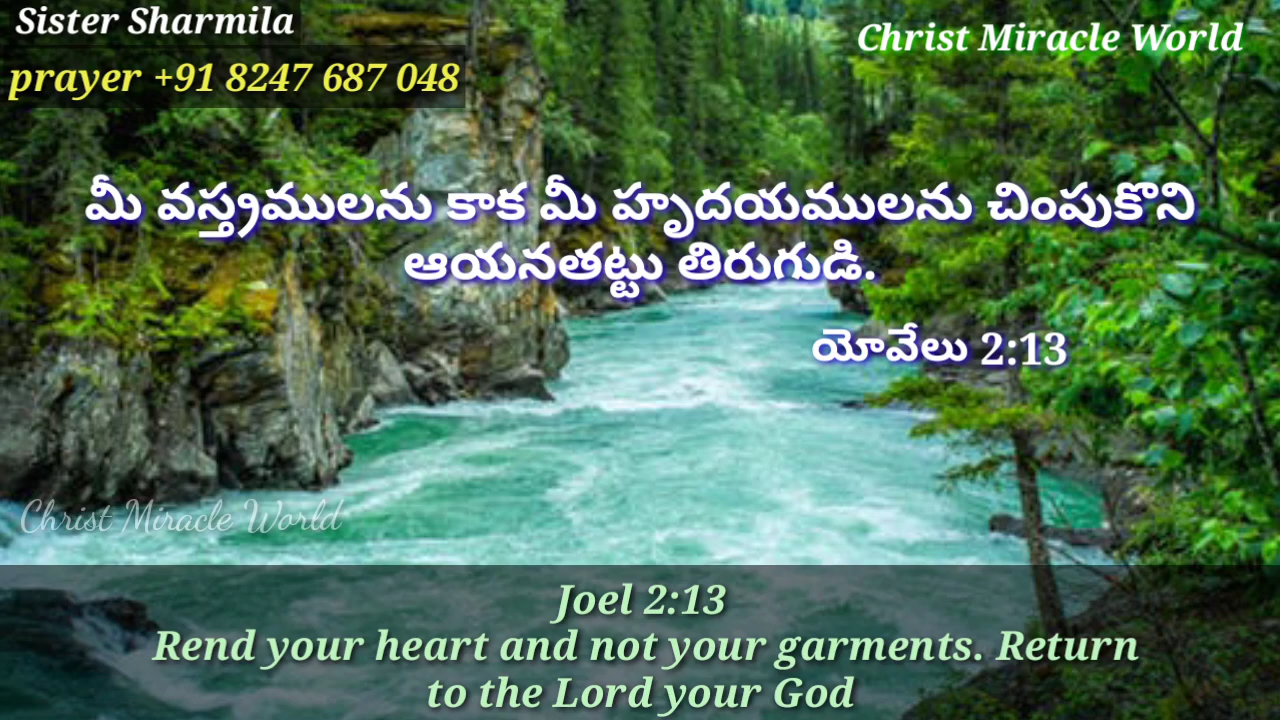 Sister Sharmila
Christ Miracle World
prayer +91 8247 687 048
మీ వస్త్రములను కాక మీ హృదయములను చింపుకొని
ఆయనతట్టు తిరుగుడి.
యోవేలు 2:13
Christ Miracle World
Joel 2:13
Rend your heart and not your garments. Return
to the Lord your God